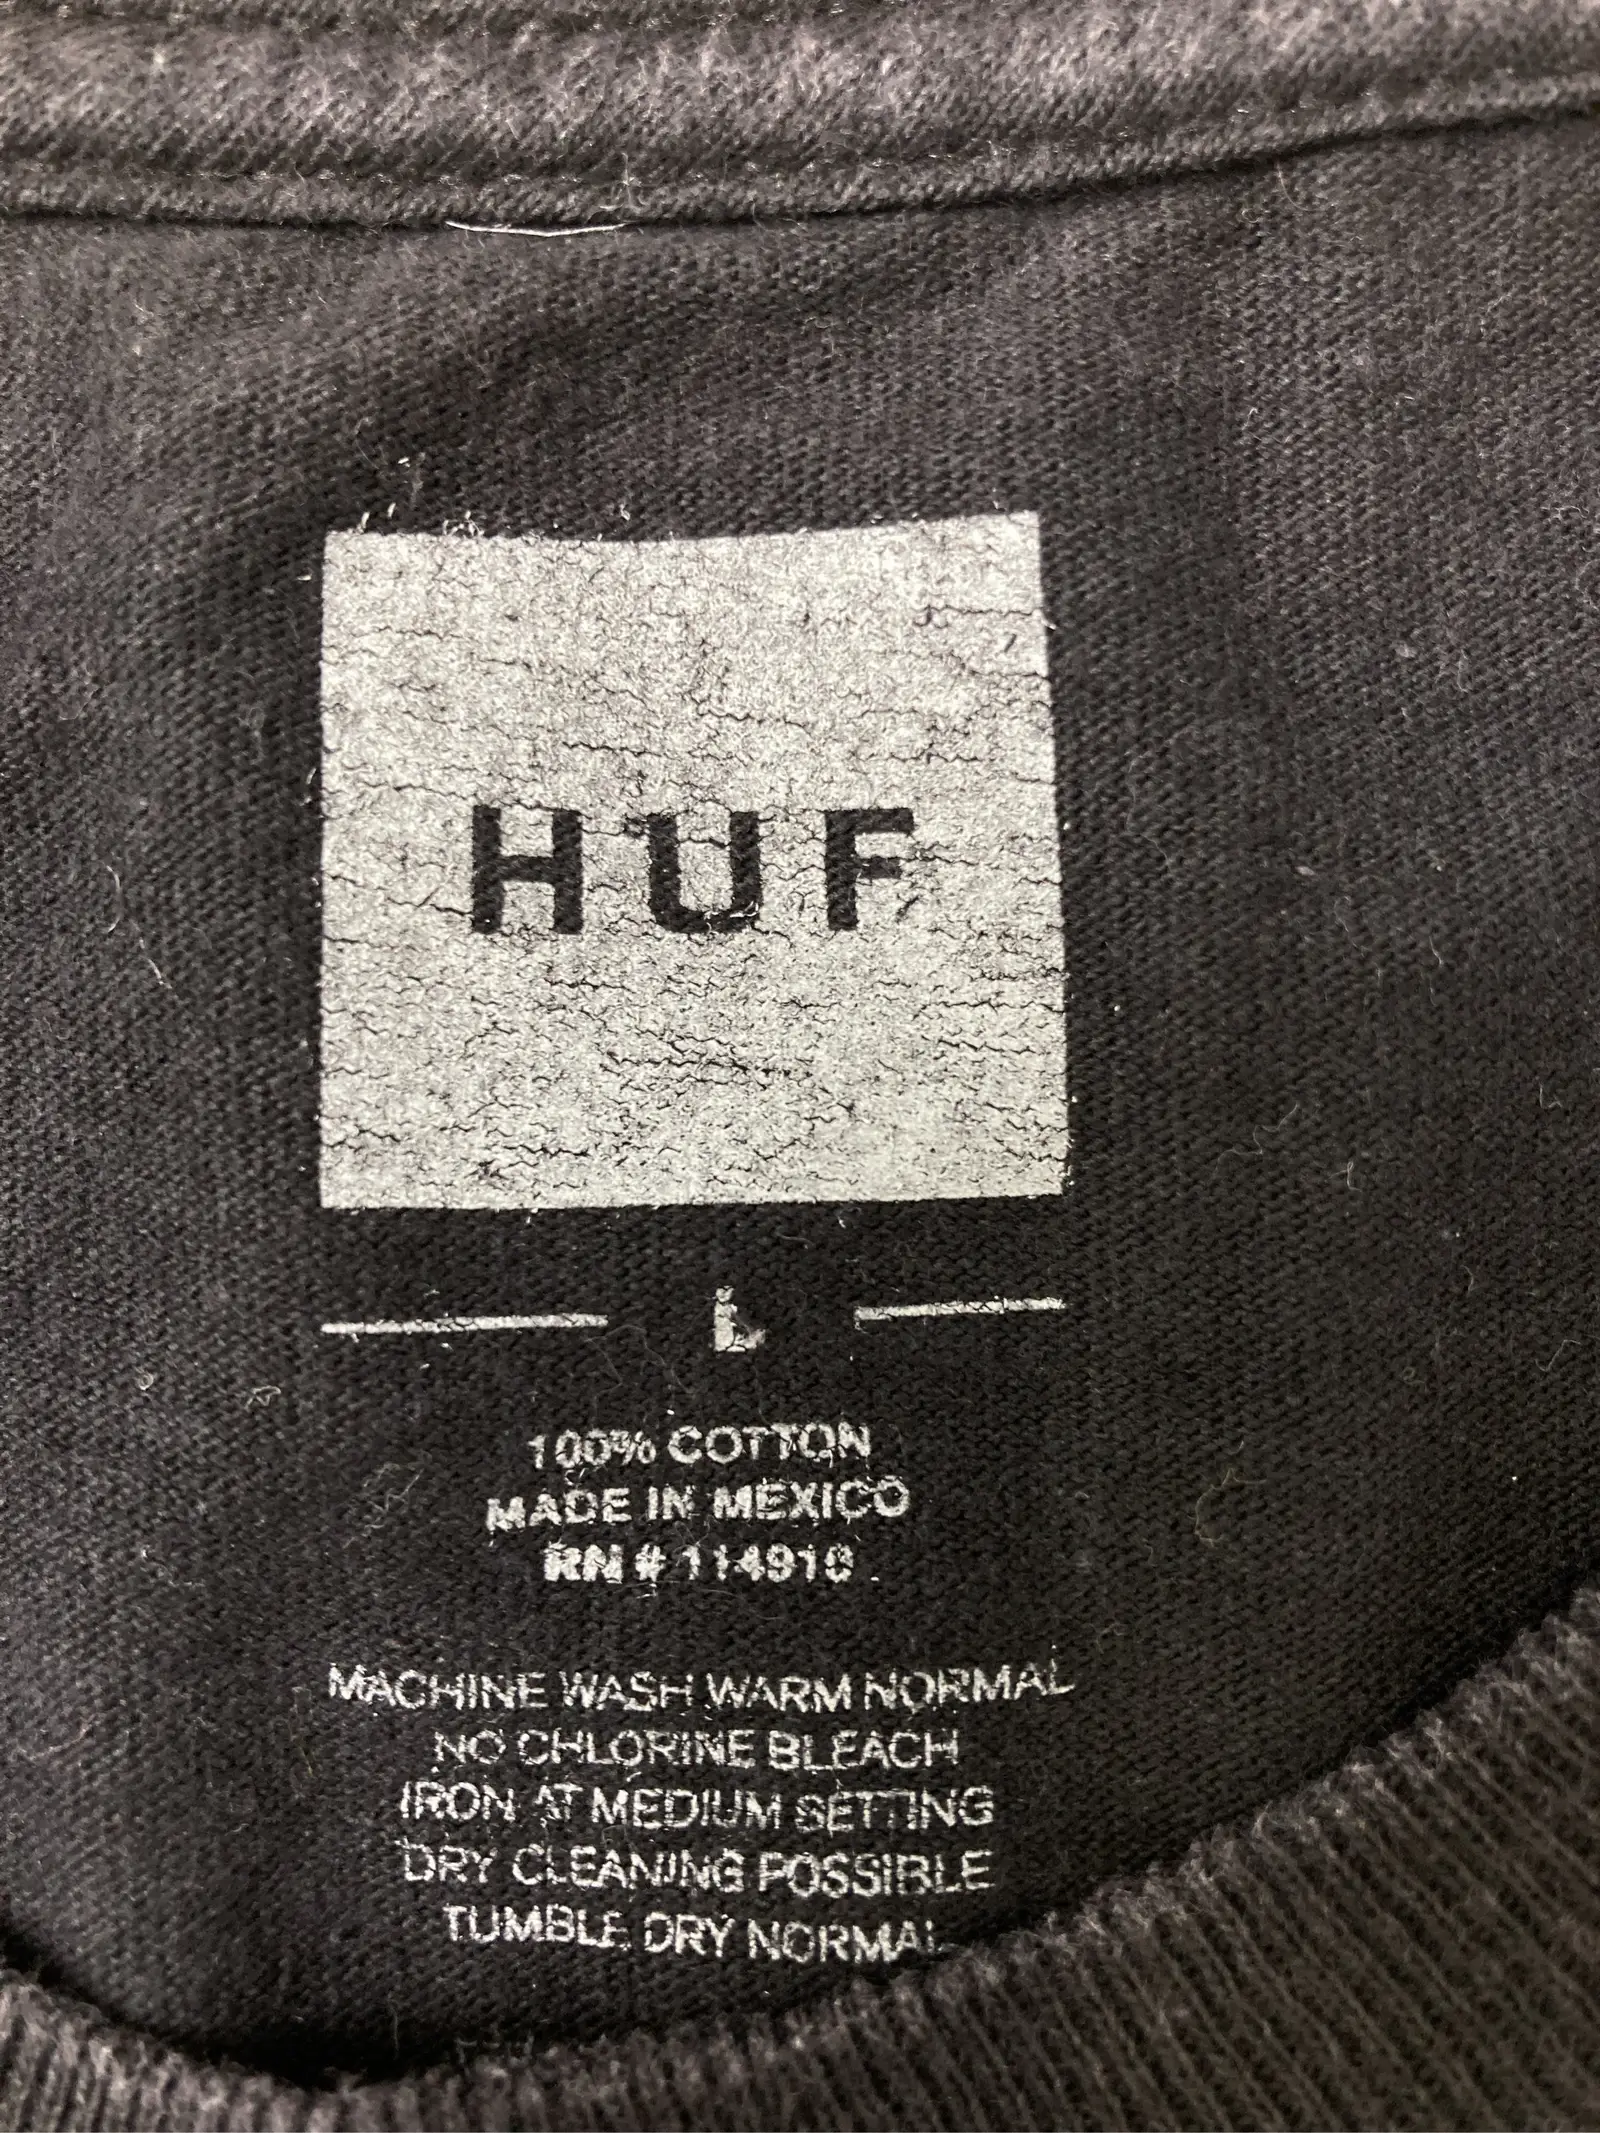 HUF
L
100% COTTON
MADE IN MEXICO
RN # 114910
MACHINE WASH WARM NORMAL
NO CHLORINE BLEACH
IRON AT MEDIUM SETTING
DRY CLEANING POSSIBLE
TUMBLE DRY NORMAL